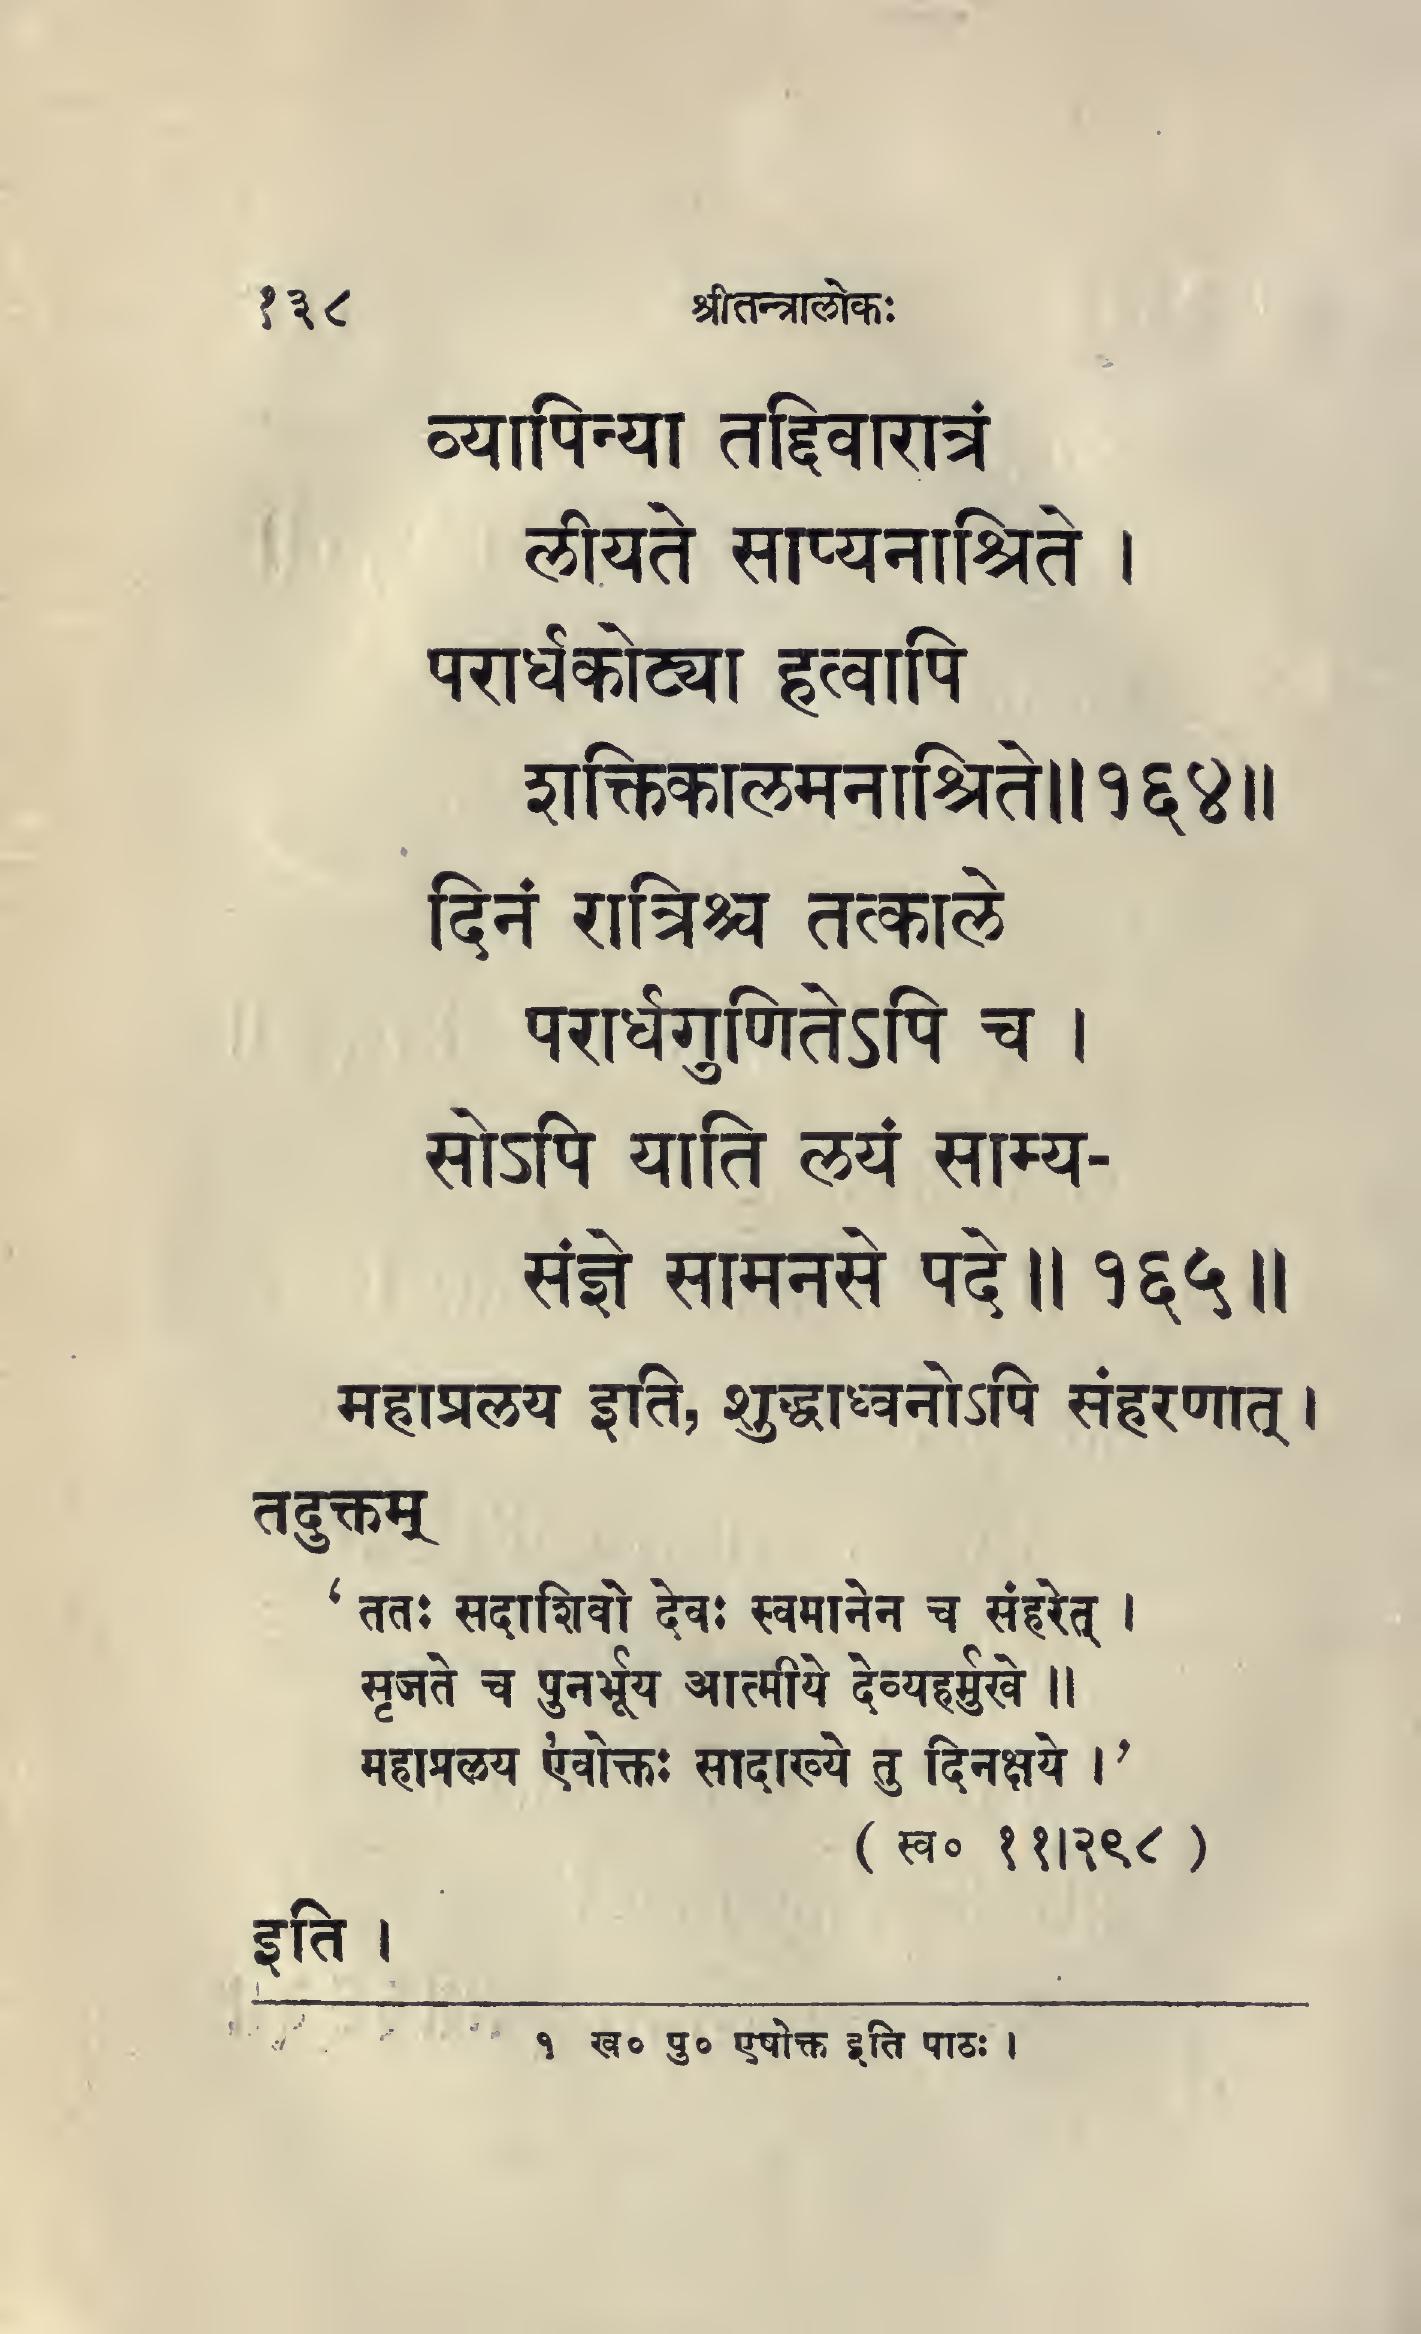 १३८ श्रीतन्त्रालोकः
व्यापिन्या तद्दिवारात्रं
लीयते साप्यनाश्रिते ।
परार्धकोट्या हत्वापि
शक्तिकालमनाश्रिते॥१६४॥
दिनं रात्रिश्च तत्काले
परार्धगुणितेऽपि च ।
सोऽपि याति लयं साम्य-
संज्ञे सामनसे पदे॥ १६५॥
महाप्रलय इति, शुद्धाध्वनोऽपि संहरणात् ।
तदुक्तम्
‘ ततः सदाशिवो देवः स्वमानेन च संहरेत् ।
सृजते च पुनर्भूय आत्मीये देव्यहर्मुखे ॥
महाप्रलय ए१वोक्तः सादाख्ये तु दिनक्षये ।’
( स्व० ११।२९८ )
इति ।
१ ख० पु० एषोक्त इति पाठः ।